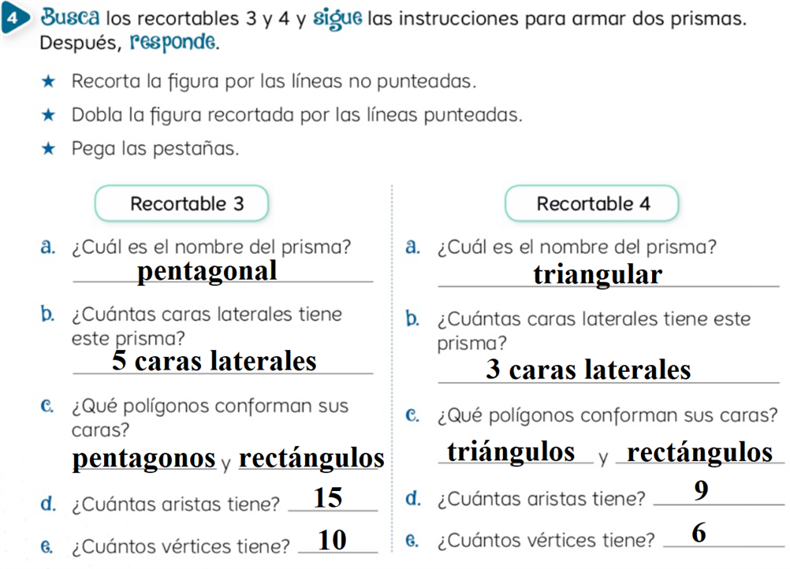 4 Busca los recortables 3 y 4 y sigue las instrucciones para armar dos prismas.
Después, responde.
★ Recorta la figura por las líneas no punteadas.
★ Dobla la figura recortada por las líneas punteadas.
★ Pega las pestañas.
Recortable 3
a. ¿Cuál es el nombre del prisma?
pentagonal
b. ¿Cuántas caras laterales tiene
este prisma?
5 caras laterales
c. ¿Qué polígonos conforman sus
caras?
pentagonos y rectángulos
d. ¿Cuántas aristas tiene? 15
e. ¿Cuántos vértices tiene? 10
Recortable 4
a. ¿Cuál es el nombre del prisma?
triangular
b. ¿Cuántas caras laterales tiene este
prisma?
3 caras laterales
c. ¿Qué polígonos conforman sus caras?
triángulos y rectángulos
d. ¿Cuántas aristas tiene? 9
e. ¿Cuántos vértices tiene? 6